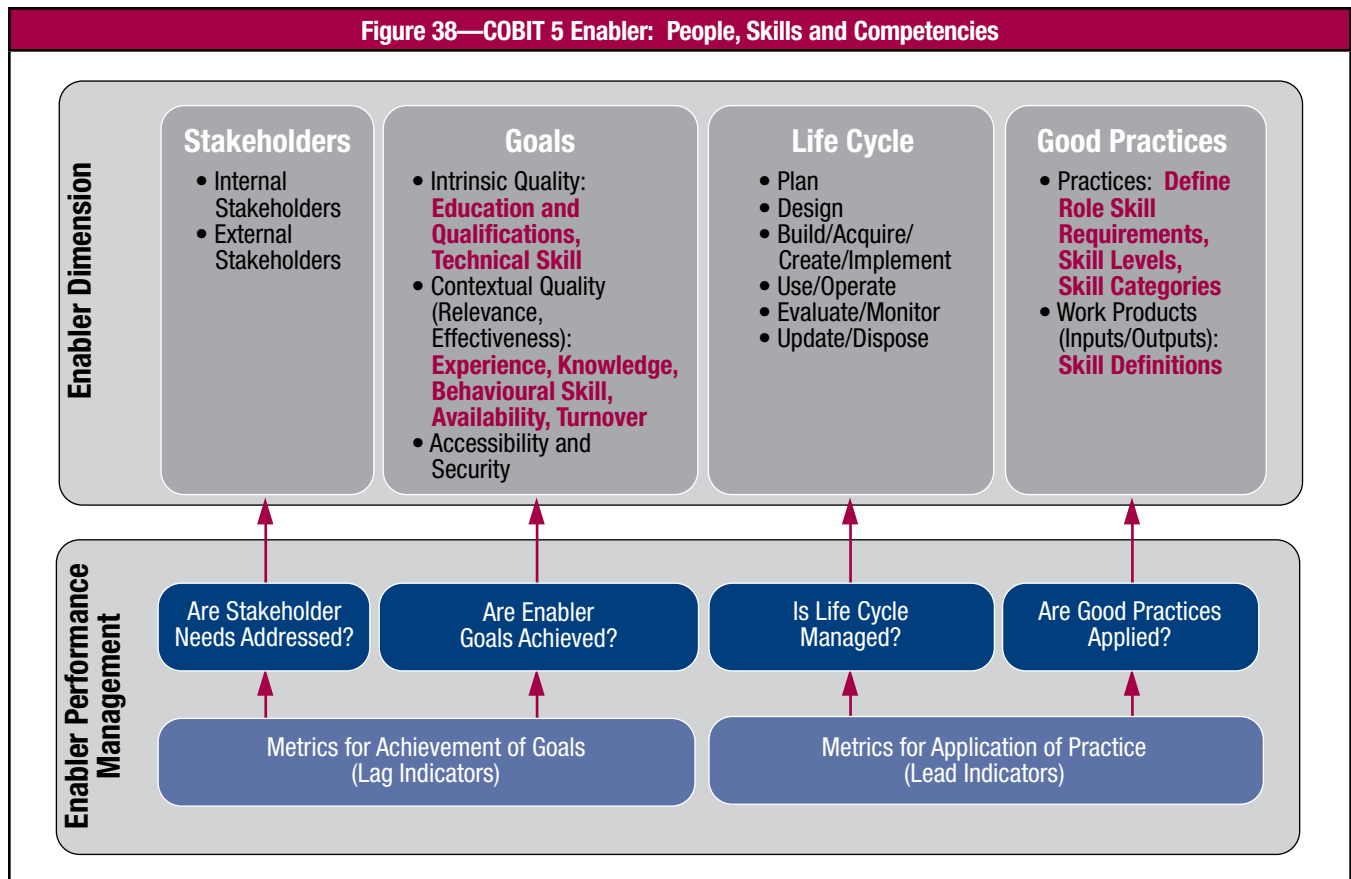 Figure 38—COBIT 5 Enabler: People, Skills and Competencies
Enabler Dimension
Stakeholders
• Internal
Stakeholders
• External
Stakeholders
Goals
• Intrinsic Quality:
Education and
Qualifications,
Technical Skill
• Contextual Quality
(Relevance,
Effectiveness):
Experience, Knowledge,
Behavioural Skill,
Availability, Turnover
• Accessibility and
Security
Life Cycle
• Plan
• Design
• Build/Acquire/
Create/Implement
• Use/Operate
• Evaluate/Monitor
• Update/Dispose
Good Practices
• Practices: Define
Role Skill
Requirements,
Skill Levels,
Skill Categories
• Work Products
(Inputs/Outputs):
Skill Definitions
Enabler Performance
Management
Are Stakeholder
Needs Addressed?
Are Enabler
Goals Achieved?
Is Life Cycle
Managed?
Are Good Practices
Applied?
Metrics for Achievement of Goals
(Lag Indicators)
Metrics for Application of Practice
(Lead Indicators)